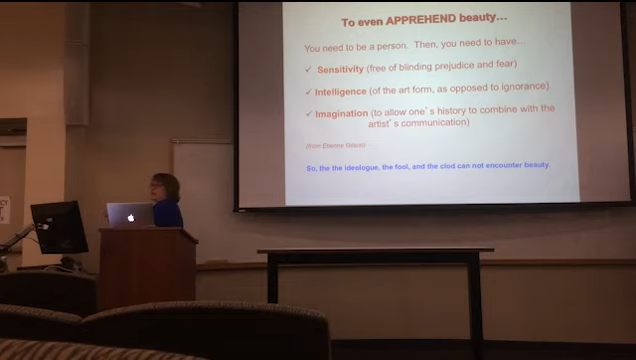 To even APPREHEND beauty…
You need to be a person. Then, you need to have…
✓ Sensitivity (free of blinding prejudice and fear)
✓ Intelligence (of the art form, as opposed to ignorance)
✓ Imagination (to allow one's history to combine with the
artist's communication)
(from Etienne Gilson)
So, the the ideologue, the fool, and the clod can not encounter beauty.